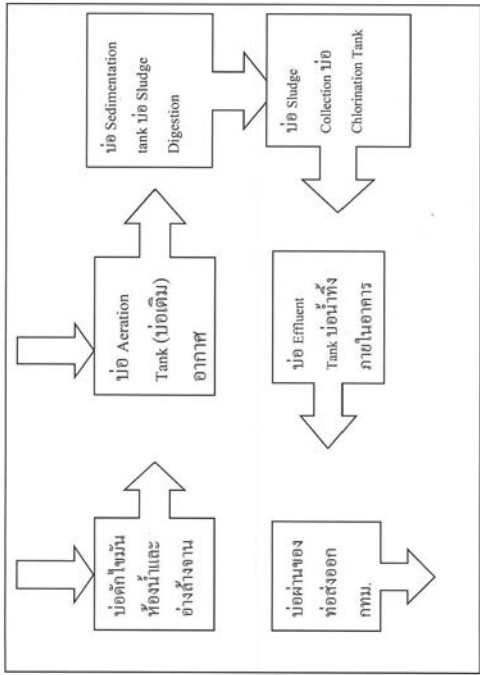 บ่อดักไขมัน
ห้องน้ำและ
อ่างล้างจาน
บ่อ Aeration
Tank (บ่อเติม)
อากาศ
บ่อ Sedimentation
tank บ่อ Sludge
Digestion
บ่อ Sludge
Collection บ่อ
Chlorination Tank
บ่อ Effluent
Tank บ่อน้ำทิ้ง
ภายในอาคาร
บ่อผ่านของ
ท่อส่งออก
กทม.